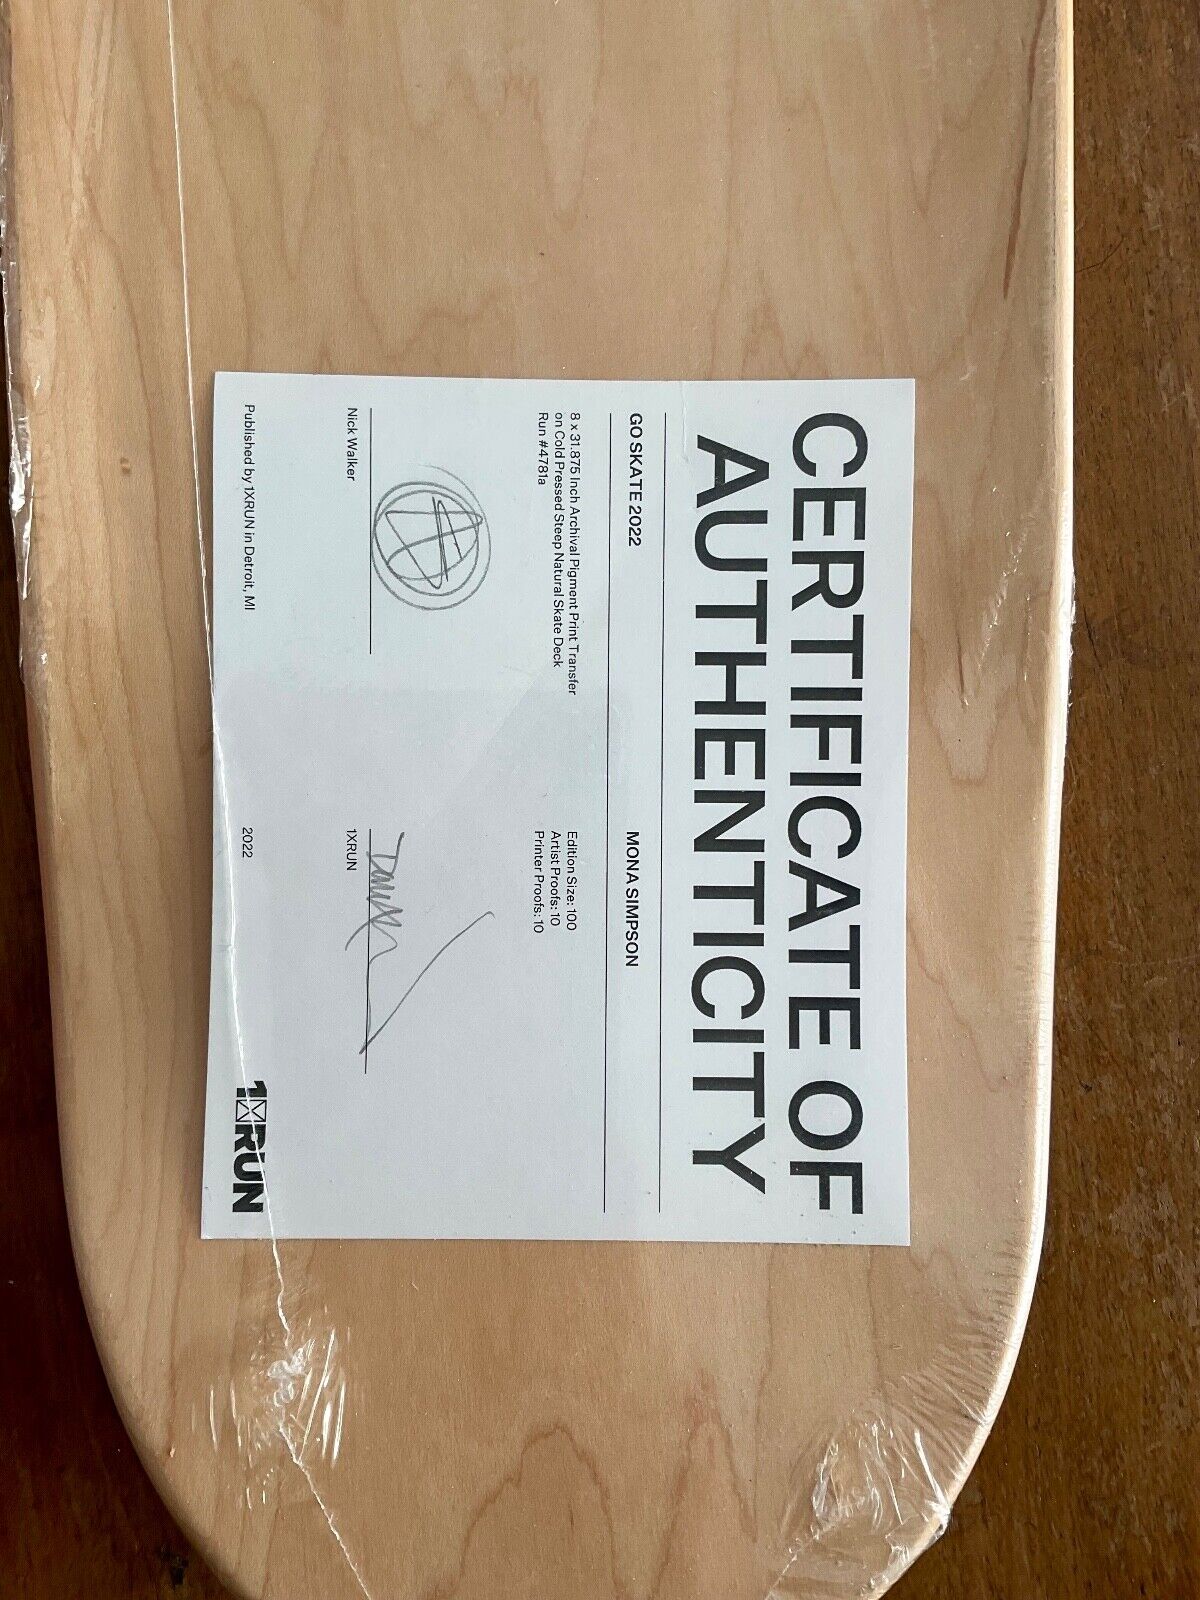 CERTIFICATE OF
AUTHENTICITY
GO SKATE 2022
MONA SIMPSON
8 x 31.875 Inch Archival Pigment Print Transfer
on Cold Pressed Steep Natural Skate Deck
Run #4781a
Edition Size: 100
Artist Proofs: 10
Printer Proofs: 10
Nick Walker
1XRUN
Published by 1XRUN in Detroit, MI
2022
1XRUN